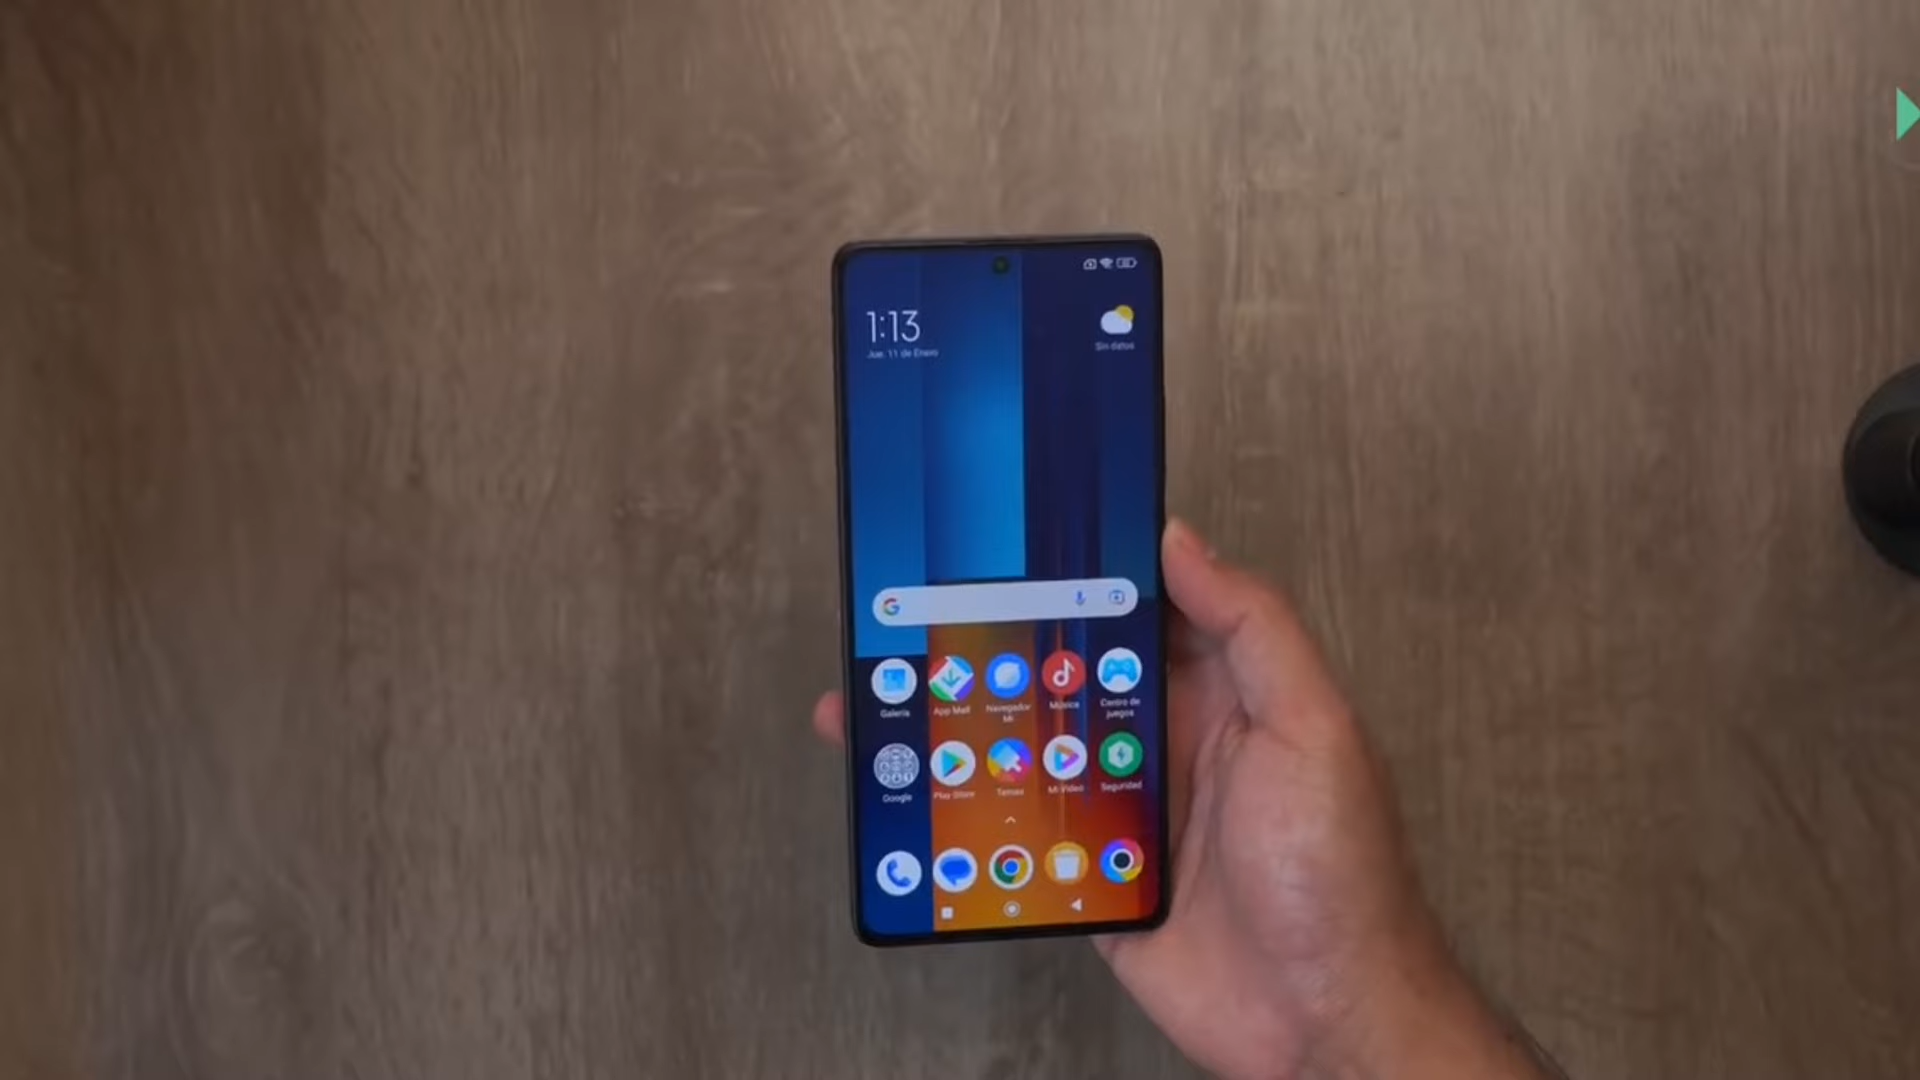 1:13
Jue. 11 de Enero
Sin datos
G
Galería
App Mall
Navegador
Mi
Música
Centro de
juegos
Google
Play Store
Temas
Mi Video
Seguridad